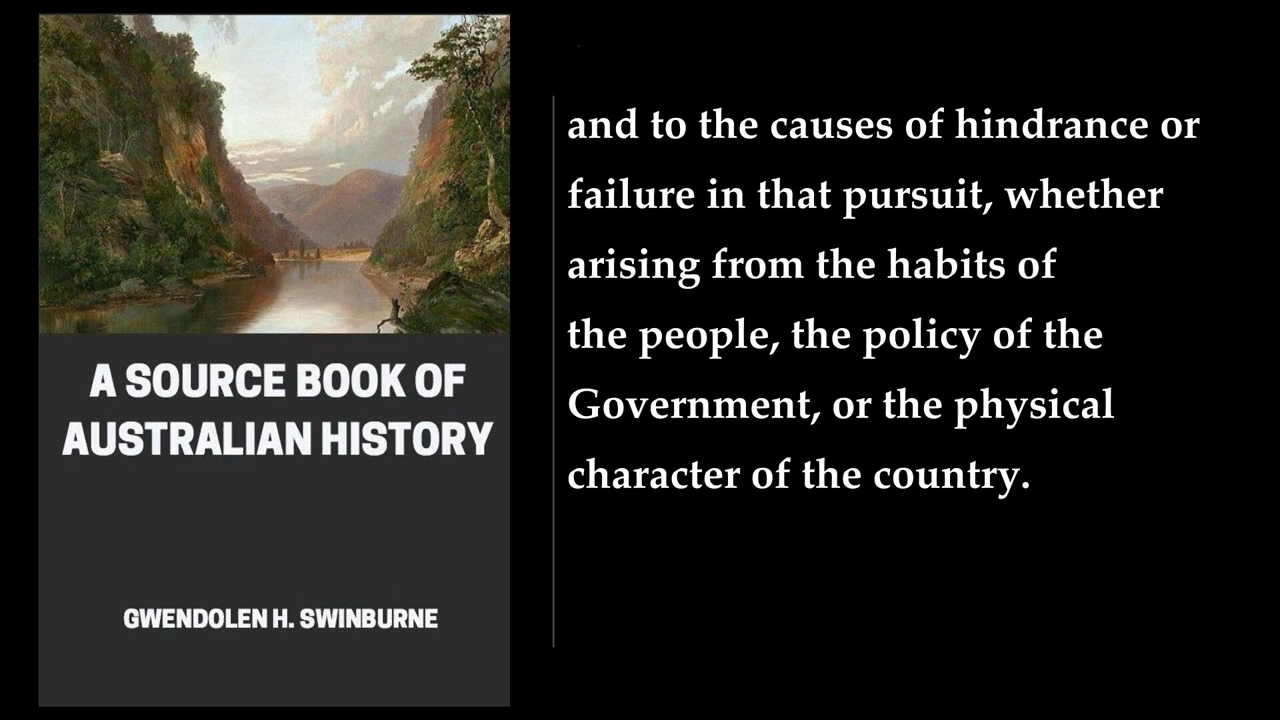 A SOURCE BOOK OF
AUSTRALIAN HISTORY
GWENDOLEN H. SWINBURNE
and to the causes of hindrance or
failure in that pursuit, whether
arising from the habits of
the people, the policy of the
Government, or the physical
character of the country.